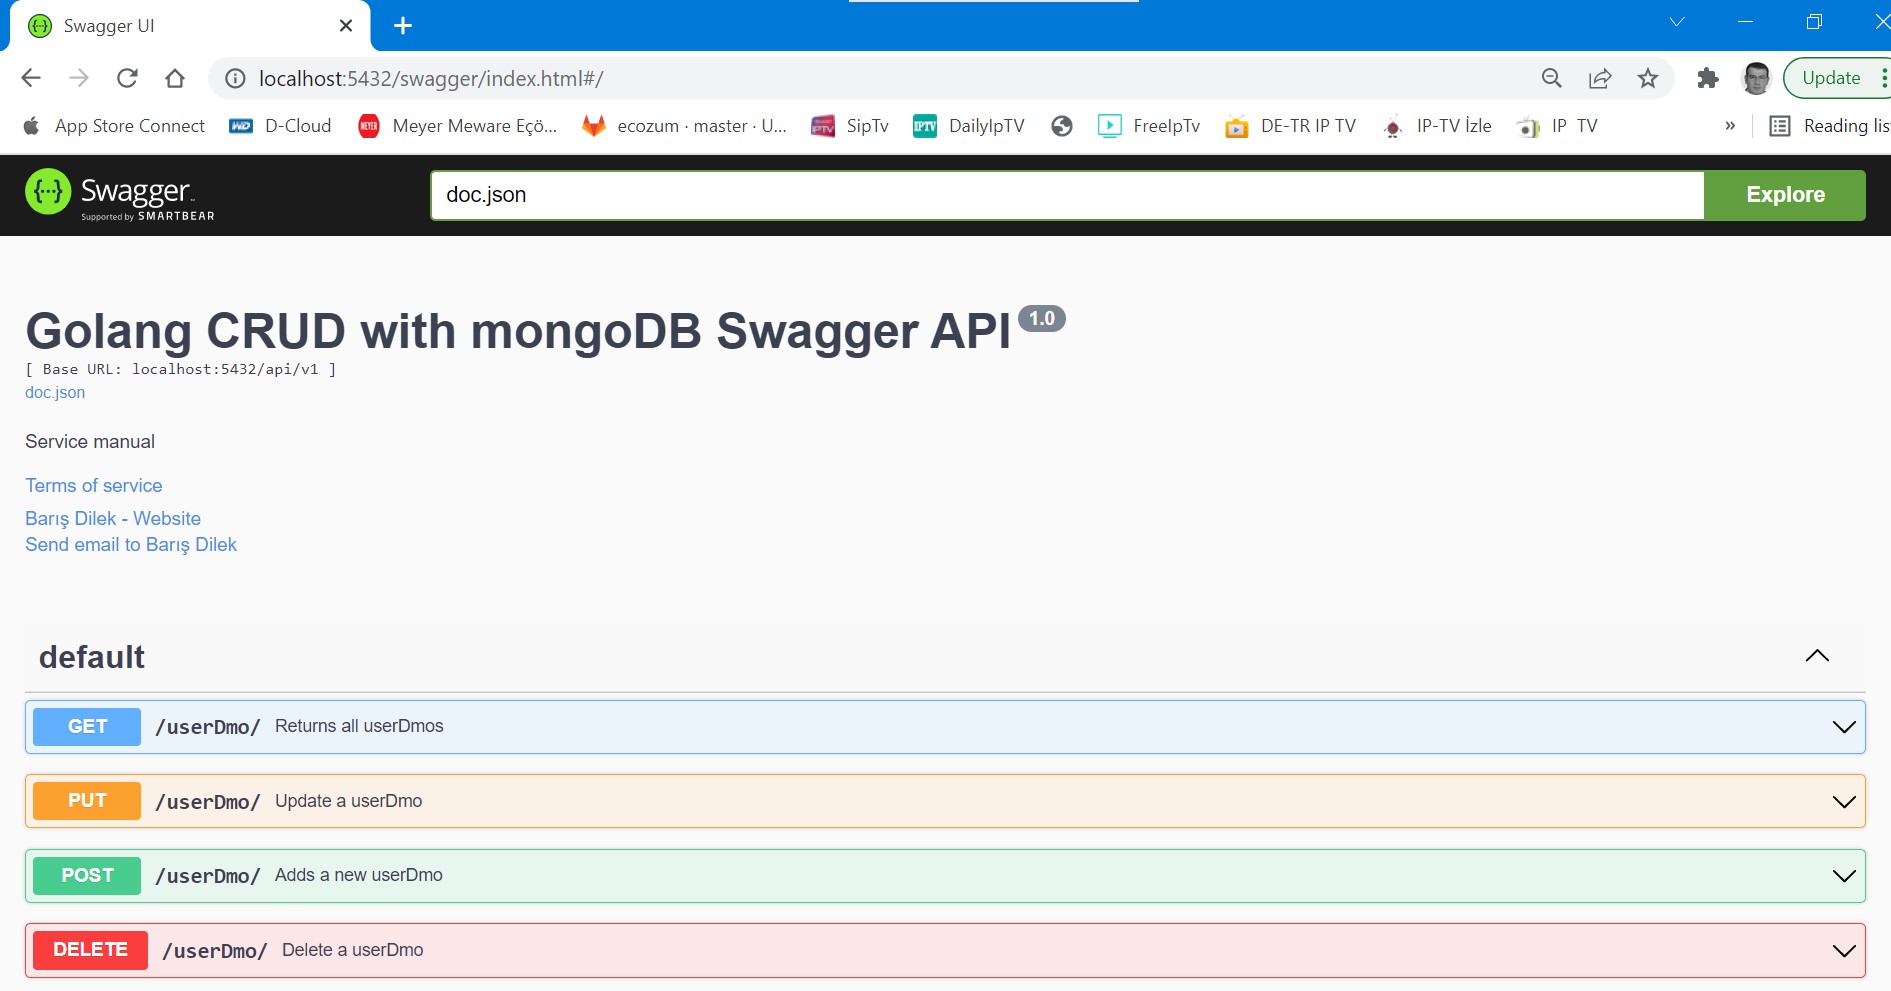 Swagger UI
localhost:5432/swagger/index.html#/
Update
App Store Connect D-Cloud Meyer Meware Eçö... ecozum · master · U... SipTv DailyIpTV FreeIpTv DE-TR IP TV IP-TV İzle IP TV » Reading lis
Swagger
Supported by SMARTBEAR
doc.json
Explore
Golang CRUD with mongoDB Swagger API 1.0
[ Base URL: localhost:5432/api/v1 ]
doc.json
Service manual
Terms of service
Barış Dilek - Website
Send email to Barış Dilek
default
GET /userDmo/ Returns all userDmos
PUT /userDmo/ Update a userDmo
POST /userDmo/ Adds a new userDmo
DELETE /userDmo/ Delete a userDmo